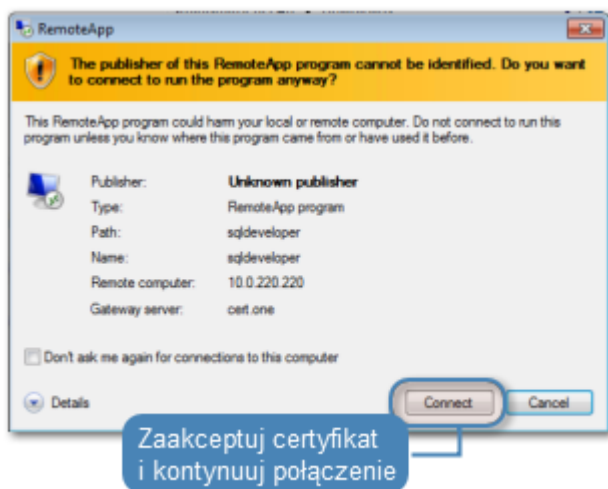 RemoteApp
The publisher of this RemoteApp program cannot be identified. Do you want
to connect to run the program anyway?
This RemoteApp program could harm your local or remote computer. Do not connect to run this
program unless you know where this program came from or have used it before.
Publisher: Unknown publisher
Type: RemoteApp program
Path: sqldeveloper
Name: sqldeveloper
Remote computer: 10.0.220.220
Gateway server: cert.one
Don't ask me again for connections to this computer
Details Connect Cancel
Zaakceptuj certyfikat
i kontynuuj połączenie